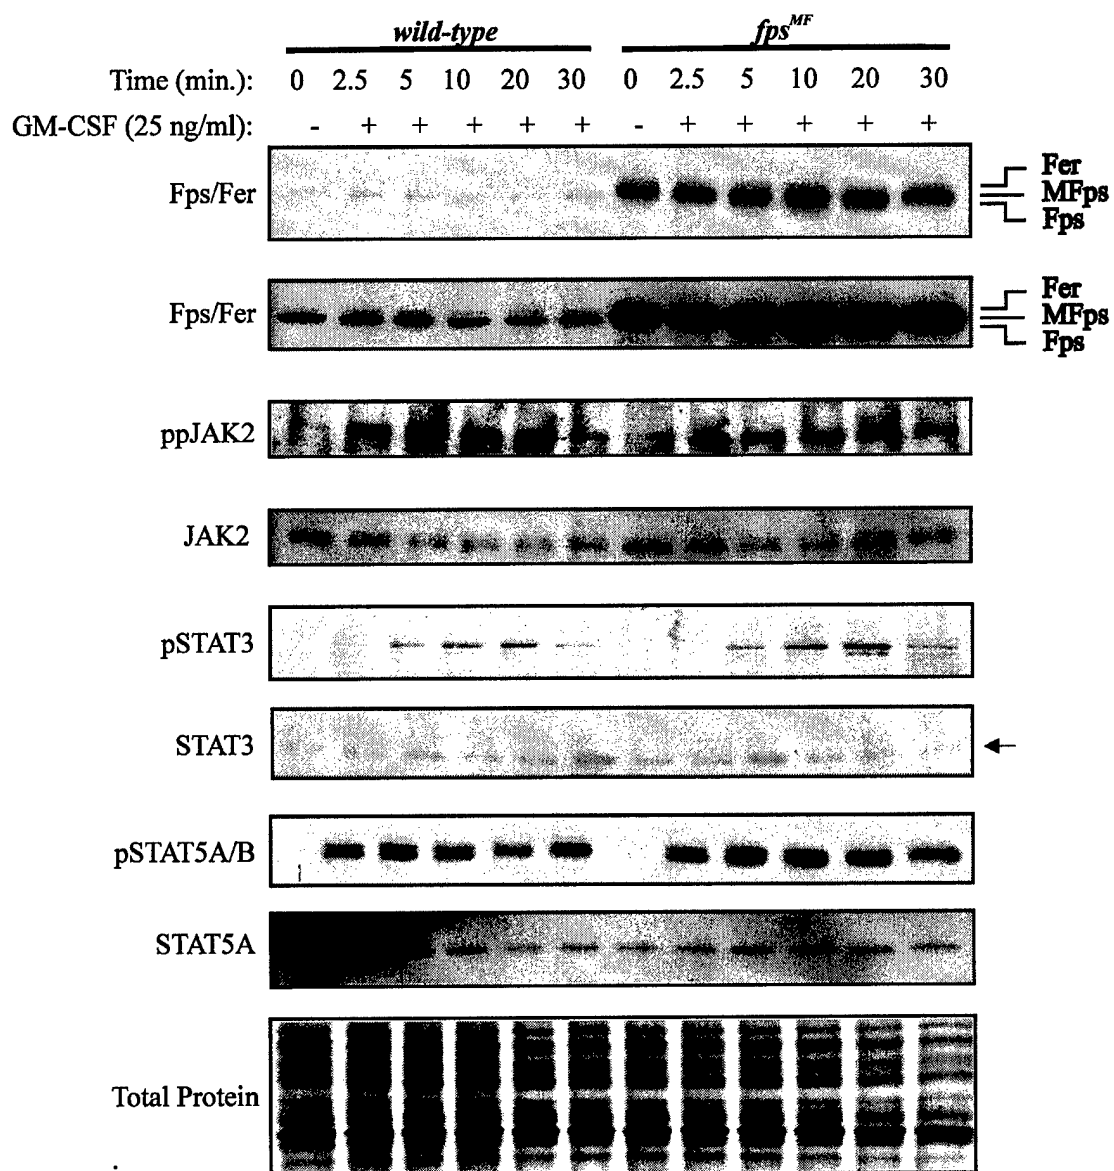 wild-type fps^MF
Time (min.): 0 2.5 5 10 20 30 0 2.5 5 10 20 30
GM-CSF (25 ng/ml): - + + + + + - + + + + +
Fps/Fer
Fer
MFps
Fps
Fps/Fer
Fer
MFps
Fps
ppJAK2
JAK2
pSTAT3
STAT3
pSTAT5A/B
STAT5A
Total Protein